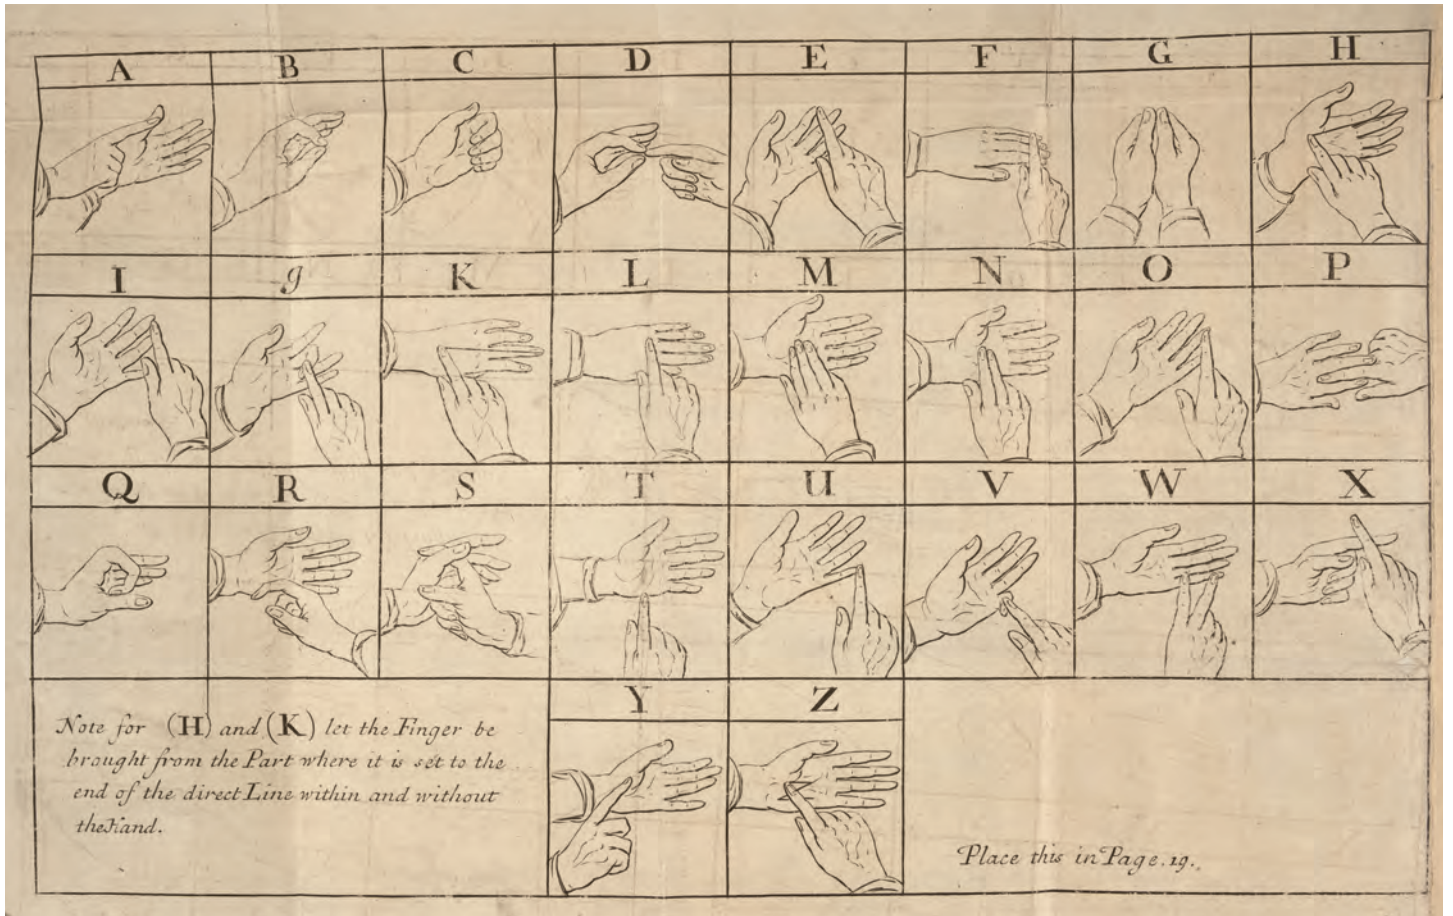 A B C D E F G H
I g K L M N O P
Q R S T U V W X
Y Z
Note for (H) and (K) let the Finger be
brought from the Part where it is set to the
end of the direct Line within and without
the Hand.
Place this in Page. 19.